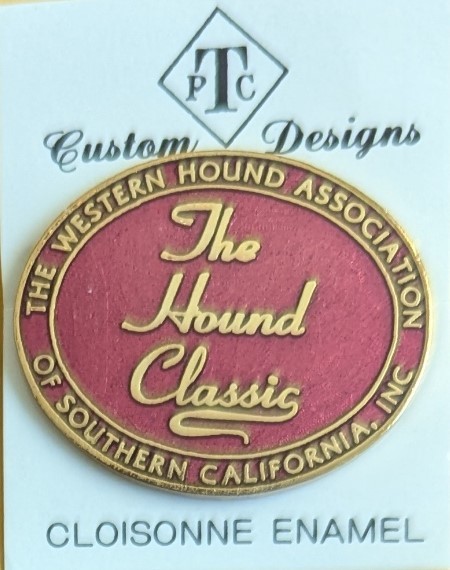 PTC
Custom Designs
THE WESTERN HOUND ASSOCIATION
The
Hound
Classic
OF SOUTHERN CALIFORNIA, INC
CLOISONNE ENAMEL